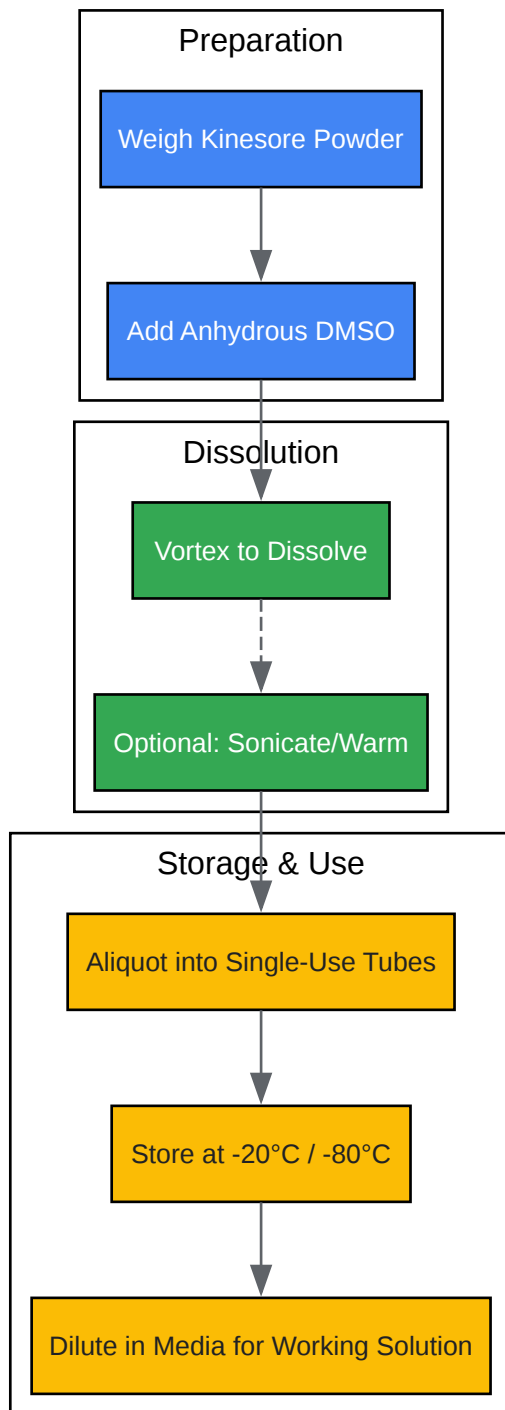 Preparation
Weigh Kinesore Powder
Add Anhydrous DMSO
Dissolution
Vortex to Dissolve
Optional: Sonicate/Warm
Storage & Use
Aliquot into Single-Use Tubes
Store at -20°C / -80°C
Dilute in Media for Working Solution